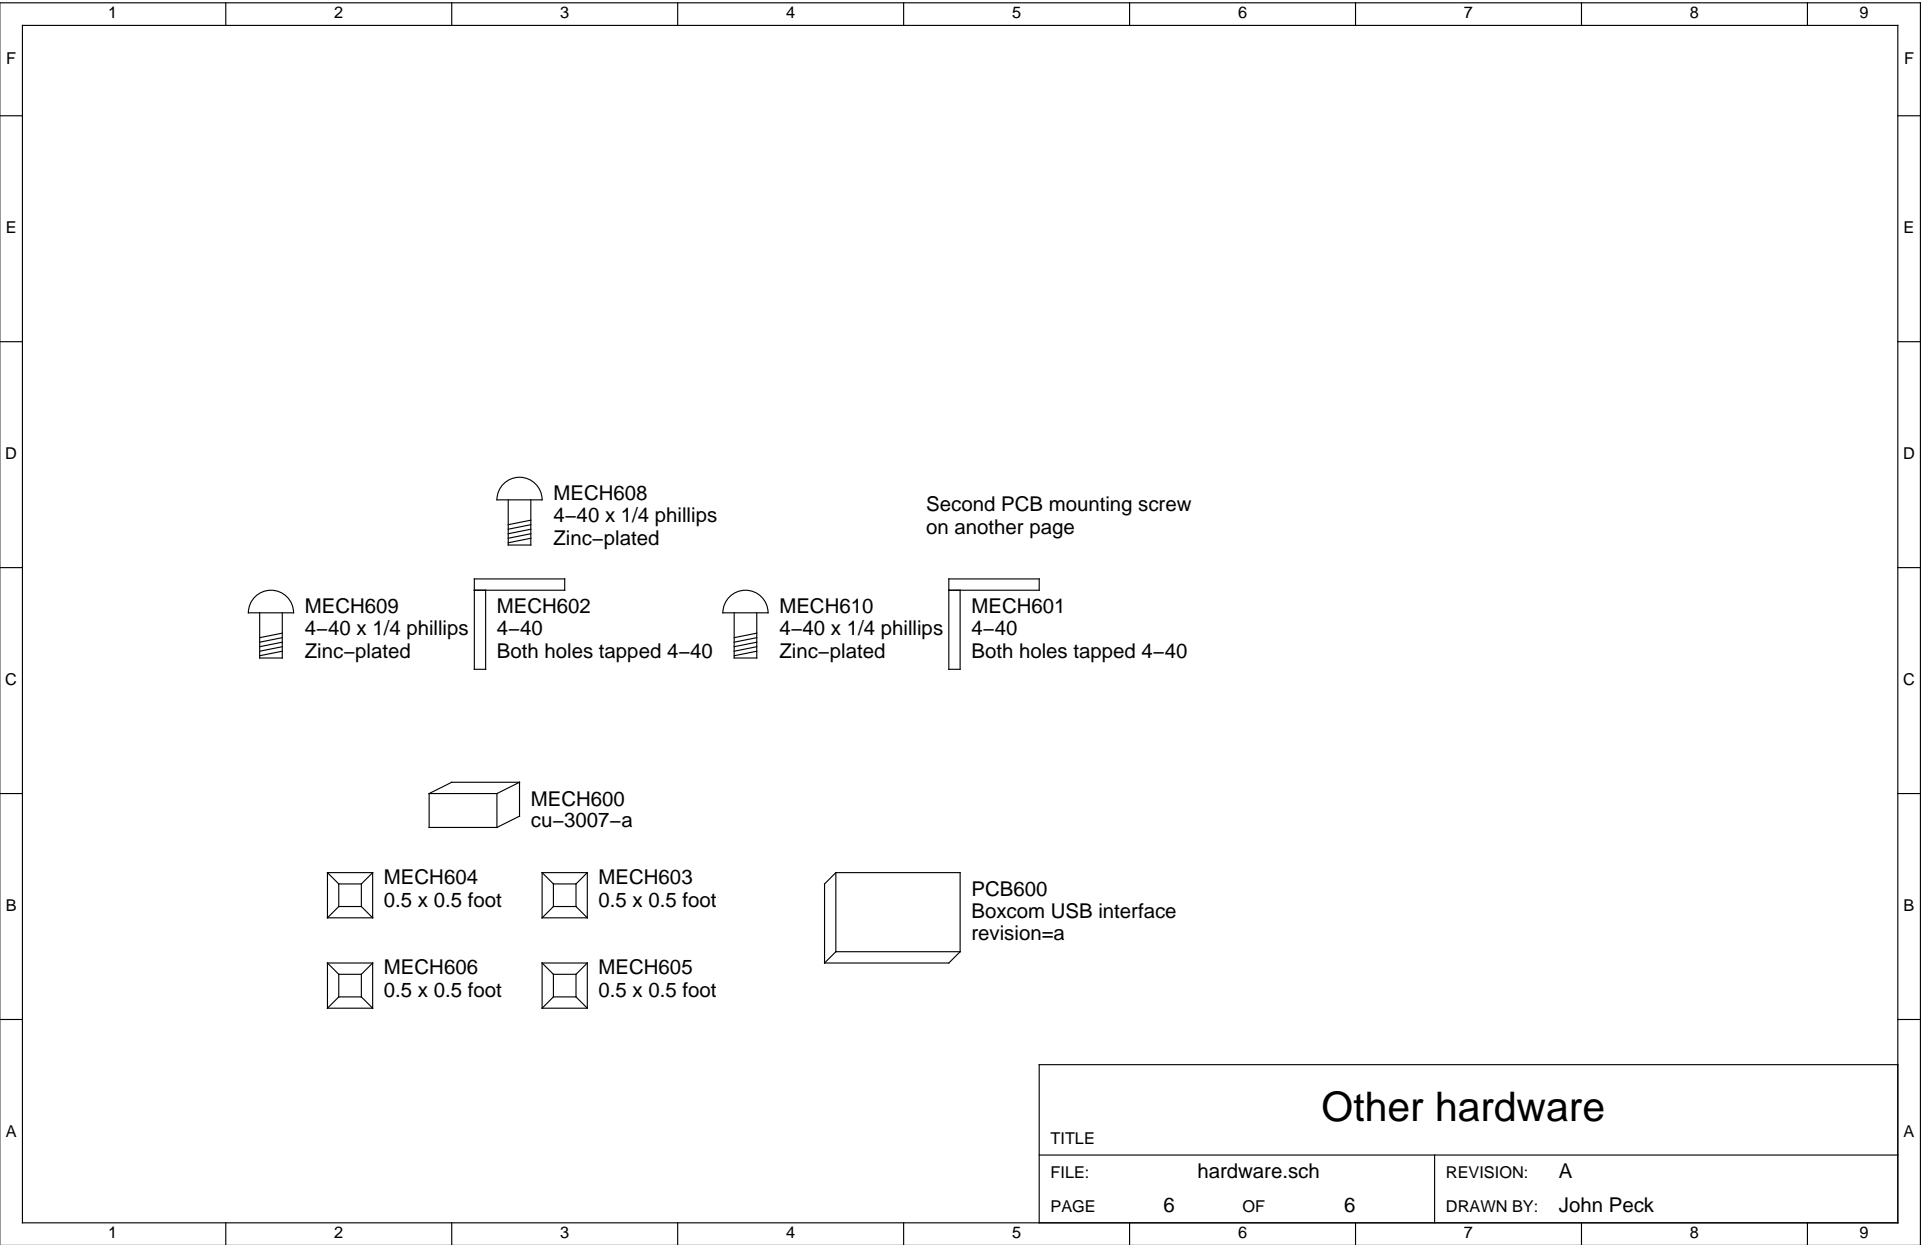 1 2 3 4 5 6 7 8 9
F F
E E
D D
MECH608
4−40 x 1/4 phillips
Zinc−plated
Second PCB mounting screw
on another page
MECH609
4−40 x 1/4 phillips
Zinc−plated
MECH602
4−40
Both holes tapped 4−40
MECH610
4−40 x 1/4 phillips
Zinc−plated
MECH601
4−40
Both holes tapped 4−40
C C
MECH600
cu−3007−a
MECH604
0.5 x 0.5 foot
MECH603
0.5 x 0.5 foot
PCB600
Boxcom USB interface
revision=a
B B
MECH606
0.5 x 0.5 foot
MECH605
0.5 x 0.5 foot
Other hardware
A A
TITLE
FILE: hardware.sch
REVISION: A
PAGE 6 OF 6
DRAWN BY: John Peck
1 2 3 4 5 6 7 8 9